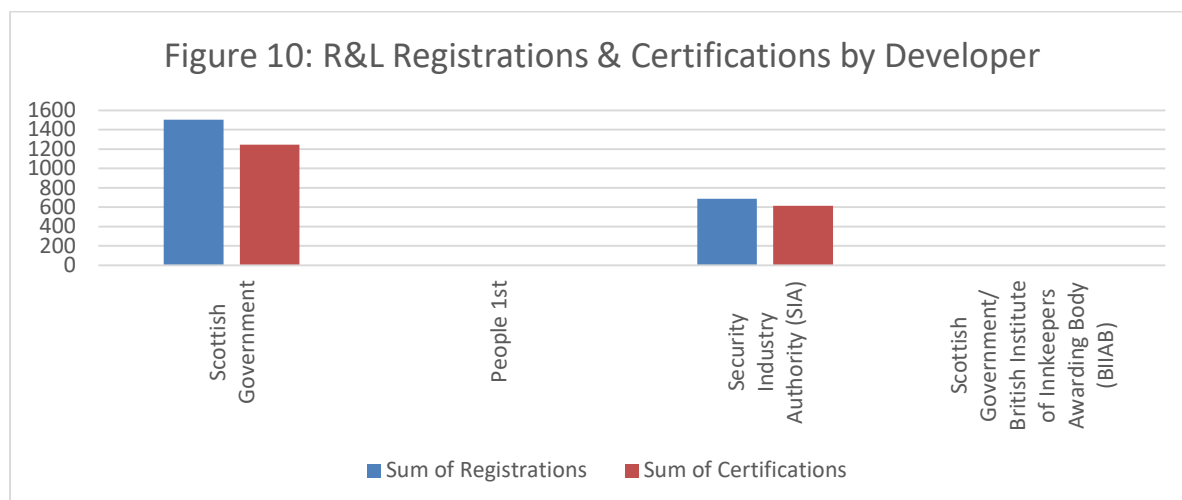 Figure 10: R&L Registrations & Certifications by Developer
1600
1400
1200
1000
800
600
400
200
0
Scottish
Government
People 1st
Security
Industry
Authority (SIA)
Scottish
Government/
British Institute
of Innkeepers
Awarding Body
(BIIAB)
Sum of Registrations
Sum of Certifications